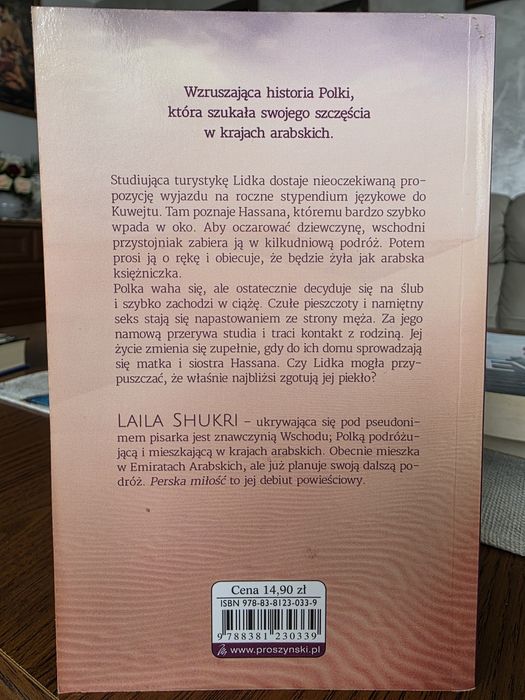 Wzruszająca historia Polki,
która szukała swojego szczęścia
w krajach arabskich.
Studiująca turystykę Lidka dostaje nieoczekiwaną pro-
pozycję wyjazdu na roczne stypendium językowe do
Kuwejtu. Tam poznaje Hassana, któremu bardzo szybko
wpada w oko. Aby oczarować dziewczynę, wschodni
przystojniak zabiera ją w kilkudniową podróż. Potem
prosi ją o rękę i obiecuje, że będzie żyła jak arabska
księżniczka.
Polka waha się, ale ostatecznie decyduje się na ślub
i szybko zachodzi w ciążę. Czułe pieszczoty i namiętny
seks stają się napastowaniem ze strony męża. Za jego
namową przerywa studia i traci kontakt z rodziną. Jej
życie zmienia się zupełnie, gdy do ich domu sprowadzają
się matka i siostra Hassana. Czy Lidka mogła przy-
puszczać, że właśnie najbliżsi zgotują jej piekło?
LAILA SHUKRI – ukrywająca się pod pseudoni-
mem pisarka jest znawczynią Wschodu; Polką podróżu-
jącą i mieszkającą w krajach arabskich. Obecnie mieszka
w Emiratach Arabskich, ale już planuje swoją dalszą po-
dróż. Perska miłość to jej debiut powieściowy.
Cena 14,90 zł
ISBN 978-83-8123-033-9
9 788381 230339
www.proszynski.pl